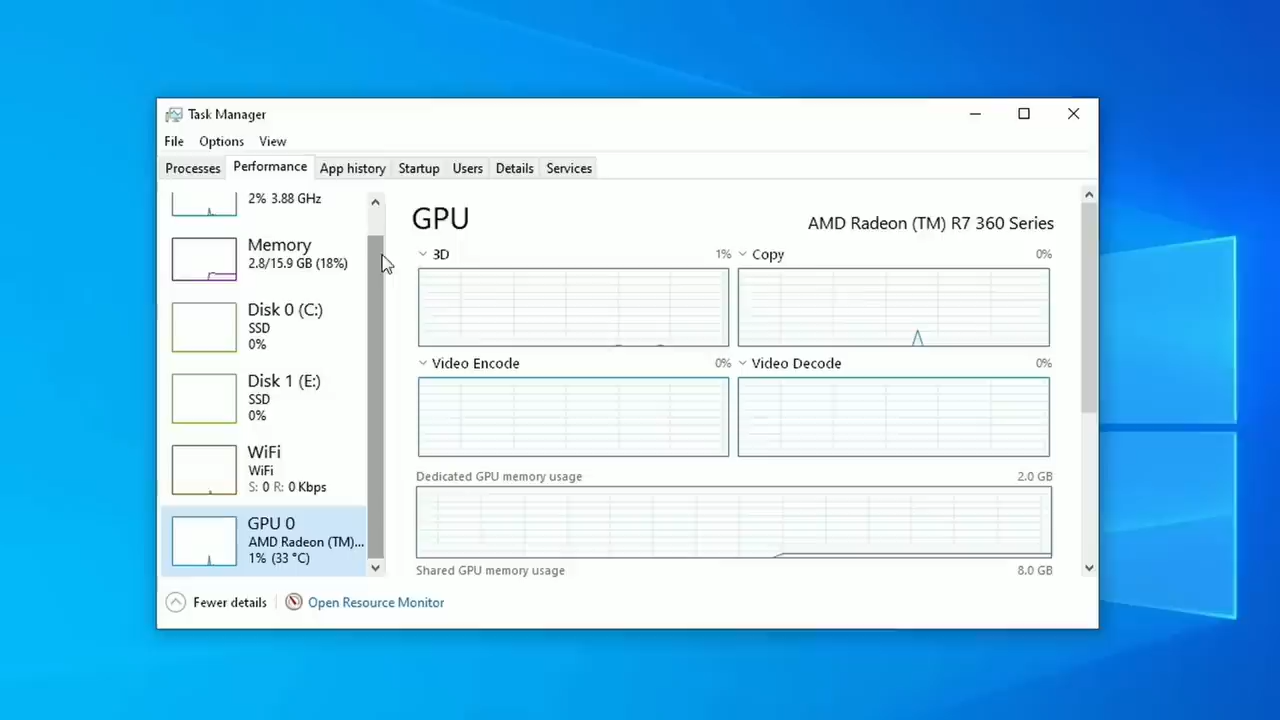 Task Manager
File Options View
Processes Performance App history Startup Users Details Services
2% 3.88 GHz
Memory
2.8/15.9 GB (18%)
Disk 0 (C:)
SSD
0%
Disk 1 (E:)
SSD
0%
WiFi
WiFi
S: 0 R: 0 Kbps
GPU 0
AMD Radeon (TM)...
1% (33 °C)
GPU
AMD Radeon (TM) R7 360 Series
3D 1%
Copy 0%
Video Encode 0%
Video Decode 0%
Dedicated GPU memory usage 2.0 GB
Shared GPU memory usage 8.0 GB
Fewer details
Open Resource Monitor